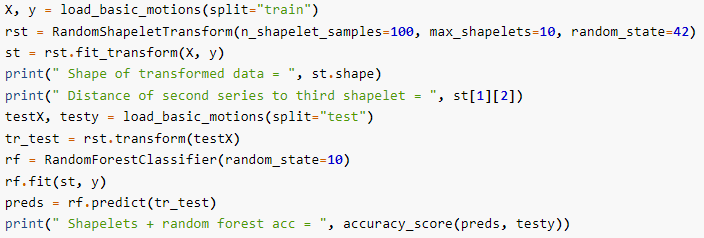 X, y = load_basic_motions(split="train")
rst = RandomShapeletTransform(n_shapelet_samples=100, max_shapelets=10, random_state=42)
st = rst.fit_transform(X, y)
print(" Shape of transformed data = ", st.shape)
print(" Distance of second series to third shapelet = ", st[1][2])
testX, testy = load_basic_motions(split="test")
tr_test = rst.transform(testX)
rf = RandomForestClassifier(random_state=10)
rf.fit(st, y)
preds = rf.predict(tr_test)
print(" Shapelets + random forest acc = ", accuracy_score(preds, testy))